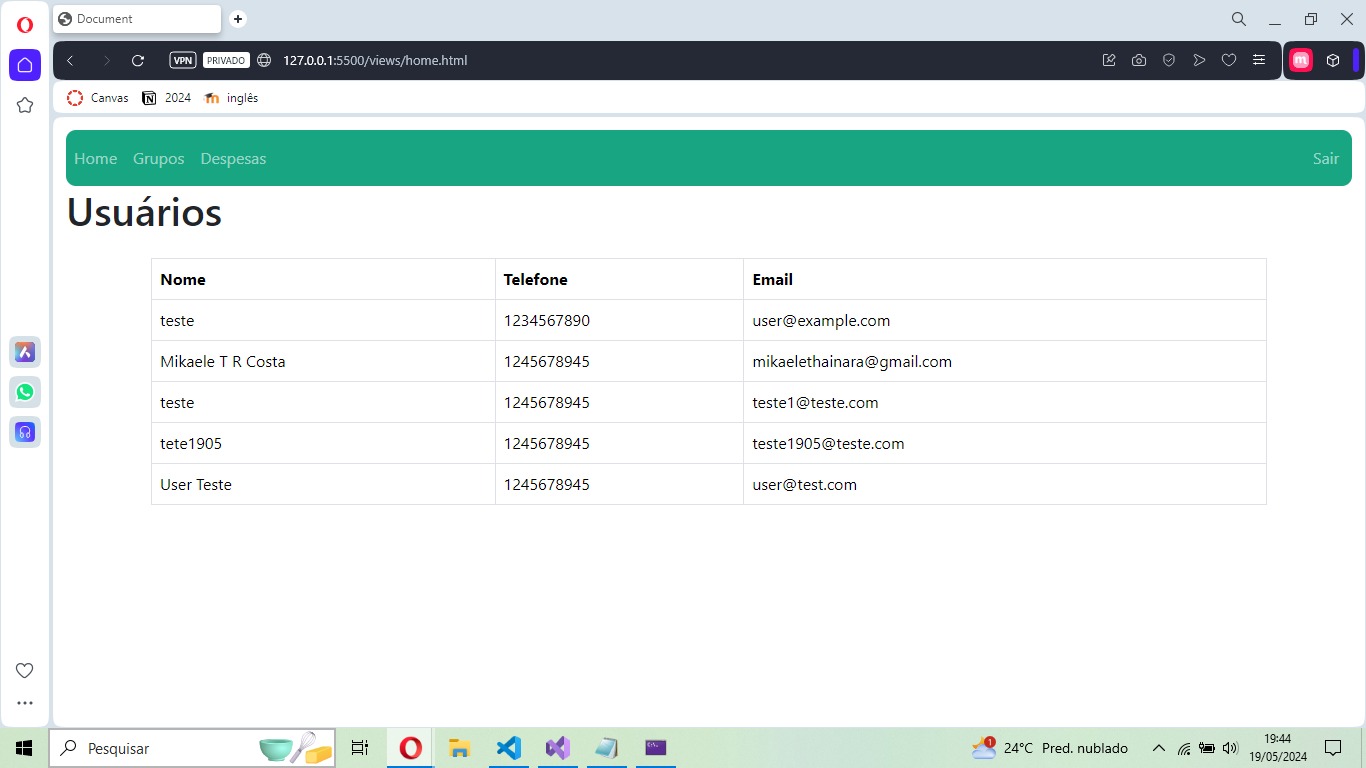 Document
VPN PRIVADO 127.0.0.1:5500/views/home.html
Canvas 2024 inglês
Home Grupos Despesas Sair
Usuários
Nome Telefone Email
teste 1234567890 user@example.com
Mikaele T R Costa 1245678945 mikaelethainara@gmail.com
teste 1245678945 teste1@teste.com
tete1905 1245678945 teste1905@teste.com
User Teste 1245678945 user@test.com
Pesquisar 1 24°C Pred. nublado 19:44
19/05/2024